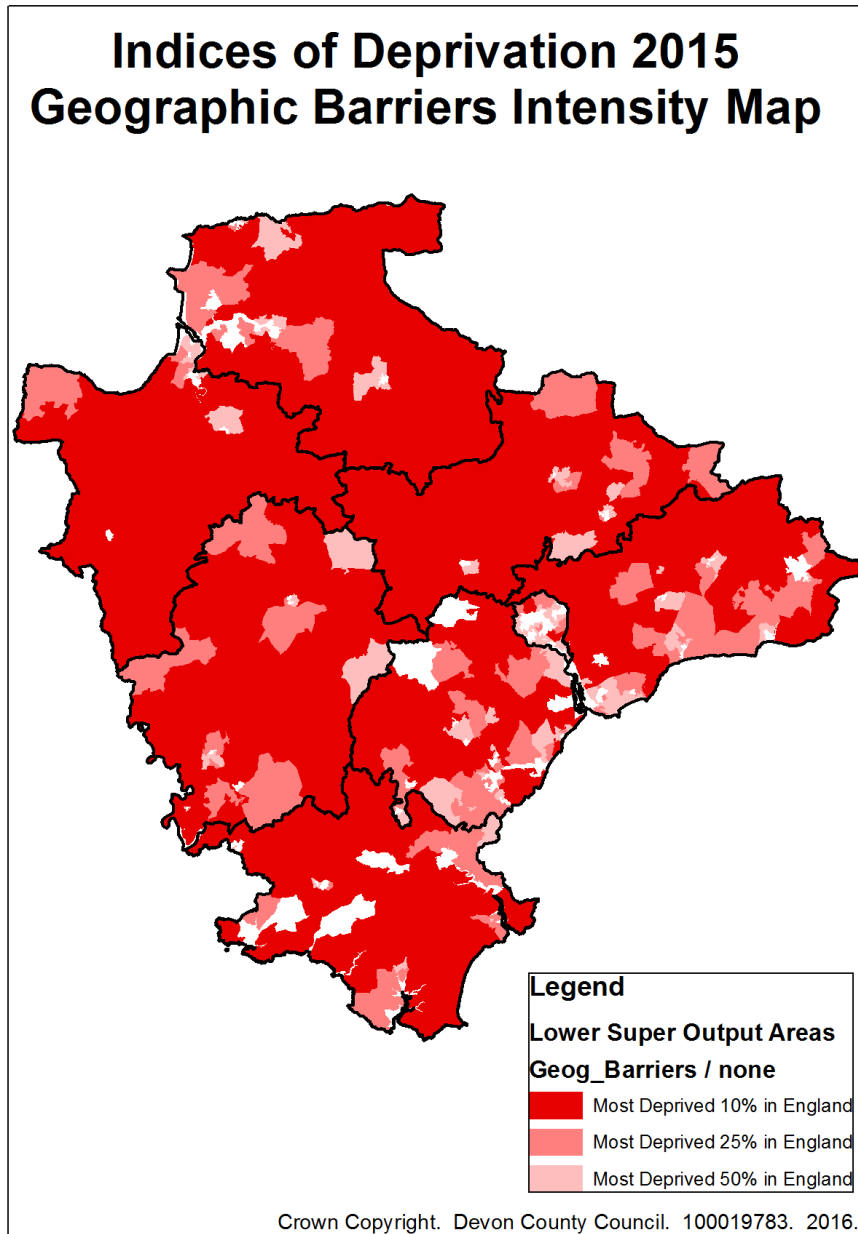 Indices of Deprivation 2015
Geographic Barriers Intensity Map
Legend
Lower Super Output Areas
Geog_Barriers / none
Most Deprived 10% in England
Most Deprived 25% in England
Most Deprived 50% in England
Crown Copyright. Devon County Council. 100019783. 2016.